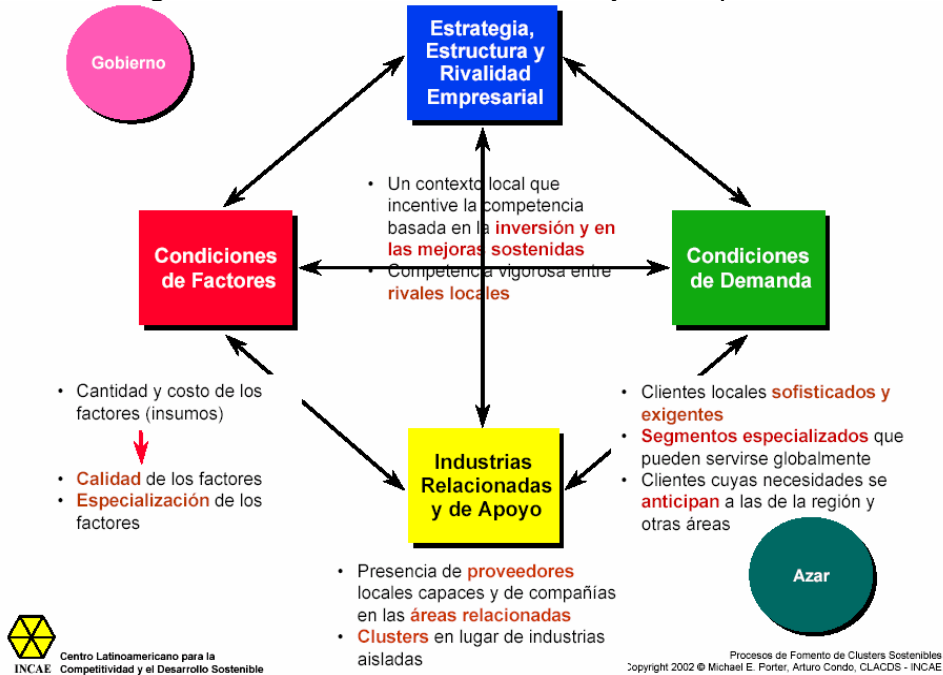 Gobierno
Estrategia,
Estructura y
Rivalidad
Empresarial
• Un contexto local que
incentive la competencia
basada en la inversión y en
las mejoras sostenidas
• Competencia vigorosa entre
rivales locales
Condiciones
de Factores
Condiciones
de Demanda
• Cantidad y costo de los
factores (insumos)
• Calidad de los factores
• Especialización de los
factores
• Clientes locales sofisticados y
exigentes
• Segmentos especializados que
pueden servirse globalmente
• Clientes cuyas necesidades se
anticipan a las de la región y
otras áreas
Industrias
Relacionadas
y de Apoyo
Azar
• Presencia de proveedores
locales capaces y de compañías
en las áreas relacionadas
• Clusters en lugar de industrias
aisladas
INCAE
Centro Latinoamericano para la
Competitividad y el Desarrollo Sostenible
Procesos de Fomento de Clusters Sostenibles
Copyright 2002 © Michael E. Porter, Arturo Condo, CLACDS - INCAE